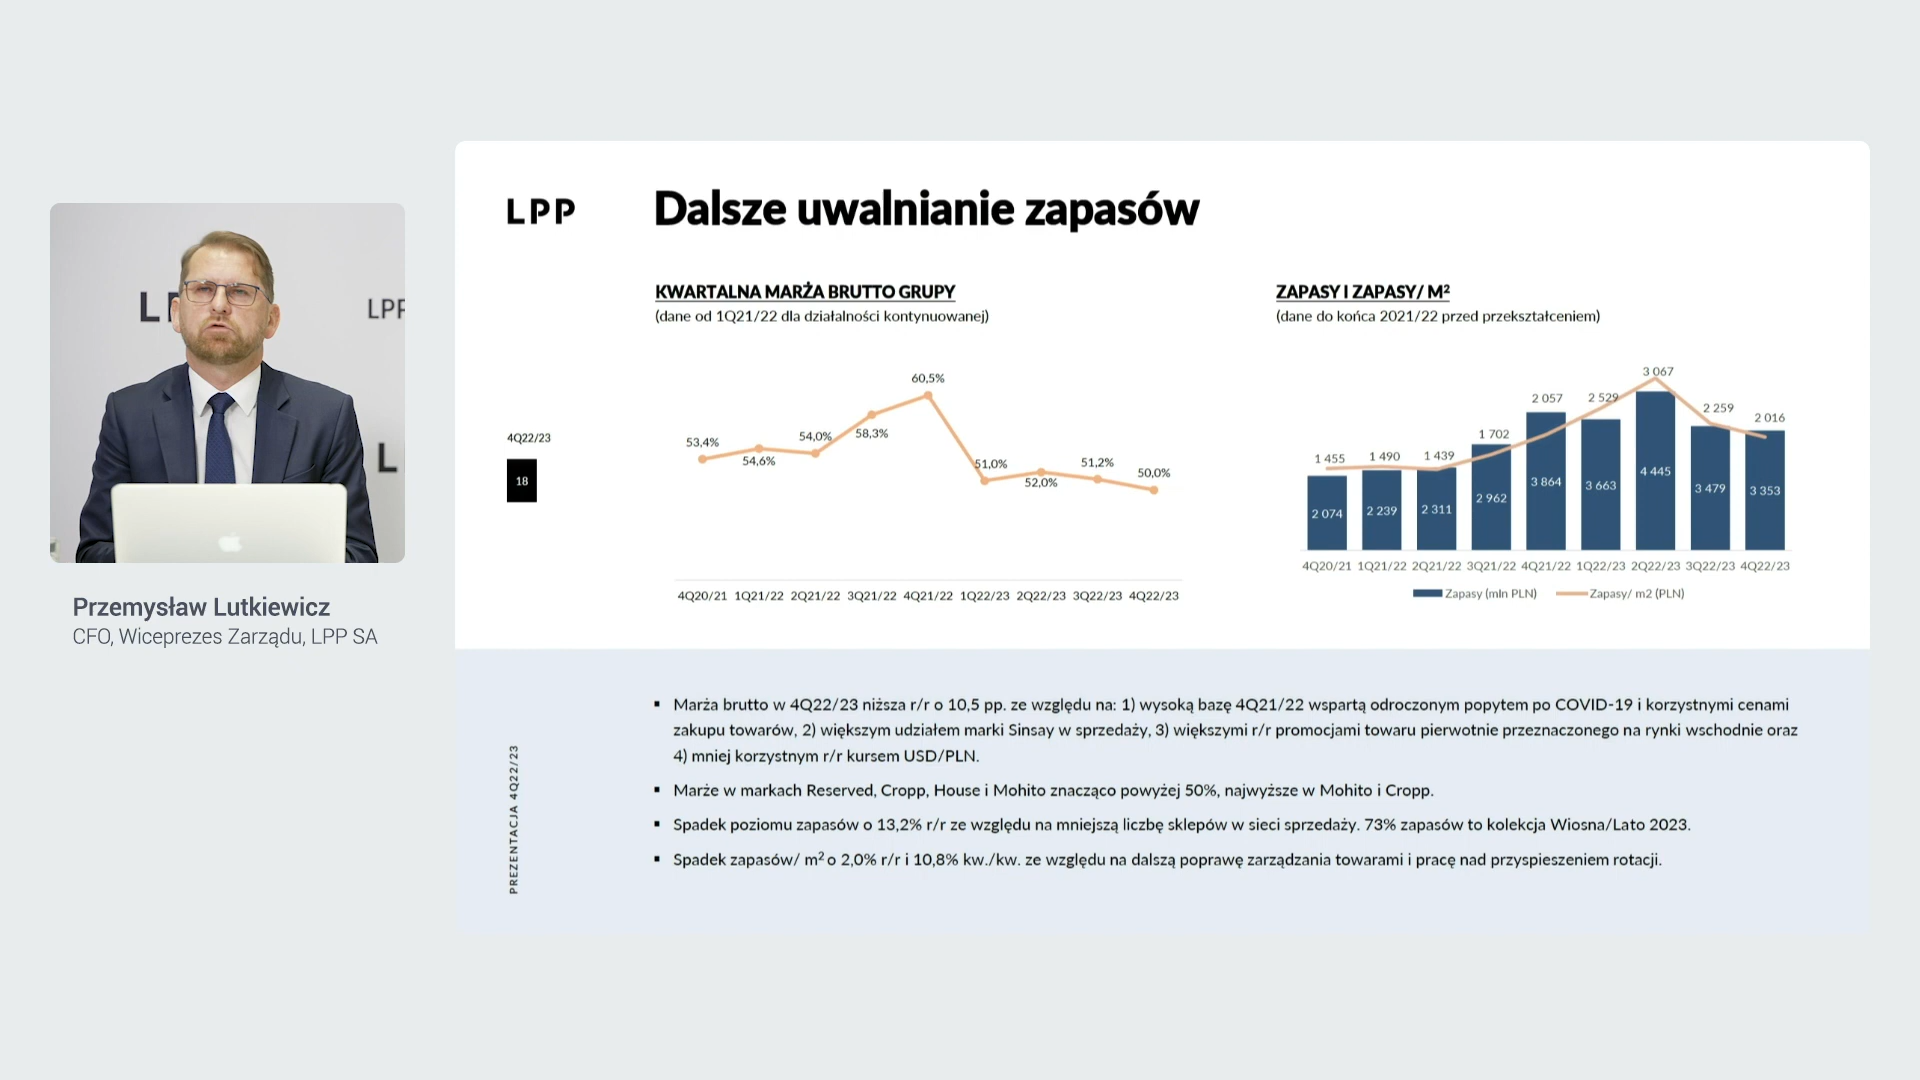 LPP
Dalsze uwalnianie zapasów
KWARTALNA MARŻA BRUTTO GRUPY
(dane od 1Q21/22 dla działalności kontynuowanej)
53,4%
54,6%
54,0%
58,3%
60,5%
51,0%
52,0%
51,2%
50,0%
4Q20/21 1Q21/22 2Q21/22 3Q21/22 4Q21/22 1Q22/23 2Q22/23 3Q22/23 4Q22/23
ZAPASY I ZAPASY/ M²
(dane do końca 2021/22 przed przekształceniem)
1 455 1 490 1 439 1 702 2 057 2 529 3 067 2 259 2 016
2 074 2 239 2 311 2 962 3 864 3 663 4 445 3 479 3 353
4Q20/21 1Q21/22 2Q21/22 3Q21/22 4Q21/22 1Q22/23 2Q22/23 3Q22/23 4Q22/23
Zapasy (mln PLN) Zapasy/ m2 (PLN)
4Q22/23
18
LPP
L
Przemysław Lutkiewicz
CFO, Wiceprezes Zarządu, LPP SA
PREZENTACJA 4Q22/23
▪ Marża brutto w 4Q22/23 niższa r/r o 10,5 pp. ze względu na: 1) wysoką bazę 4Q21/22 wspartą odroczonym popytem po COVID-19 i korzystnymi cenami
zakupu towarów, 2) większym udziałem marki Sinsay w sprzedaży, 3) większymi r/r promocjami towaru pierwotnie przeznaczonego na rynki wschodnie oraz
4) mniej korzystnym r/r kursem USD/PLN.
▪ Marże w markach Reserved, Cropp, House i Mohito znacząco powyżej 50%, najwyższe w Mohito i Cropp.
▪ Spadek poziomu zapasów o 13,2% r/r ze względu na mniejszą liczbę sklepów w sieci sprzedaży. 73% zapasów to kolekcja Wiosna/Lato 2023.
▪ Spadek zapasów/ m² o 2,0% r/r i 10,8% kw./kw. ze względu na dalszą poprawę zarządzania towarami i pracę nad przyspieszeniem rotacji.